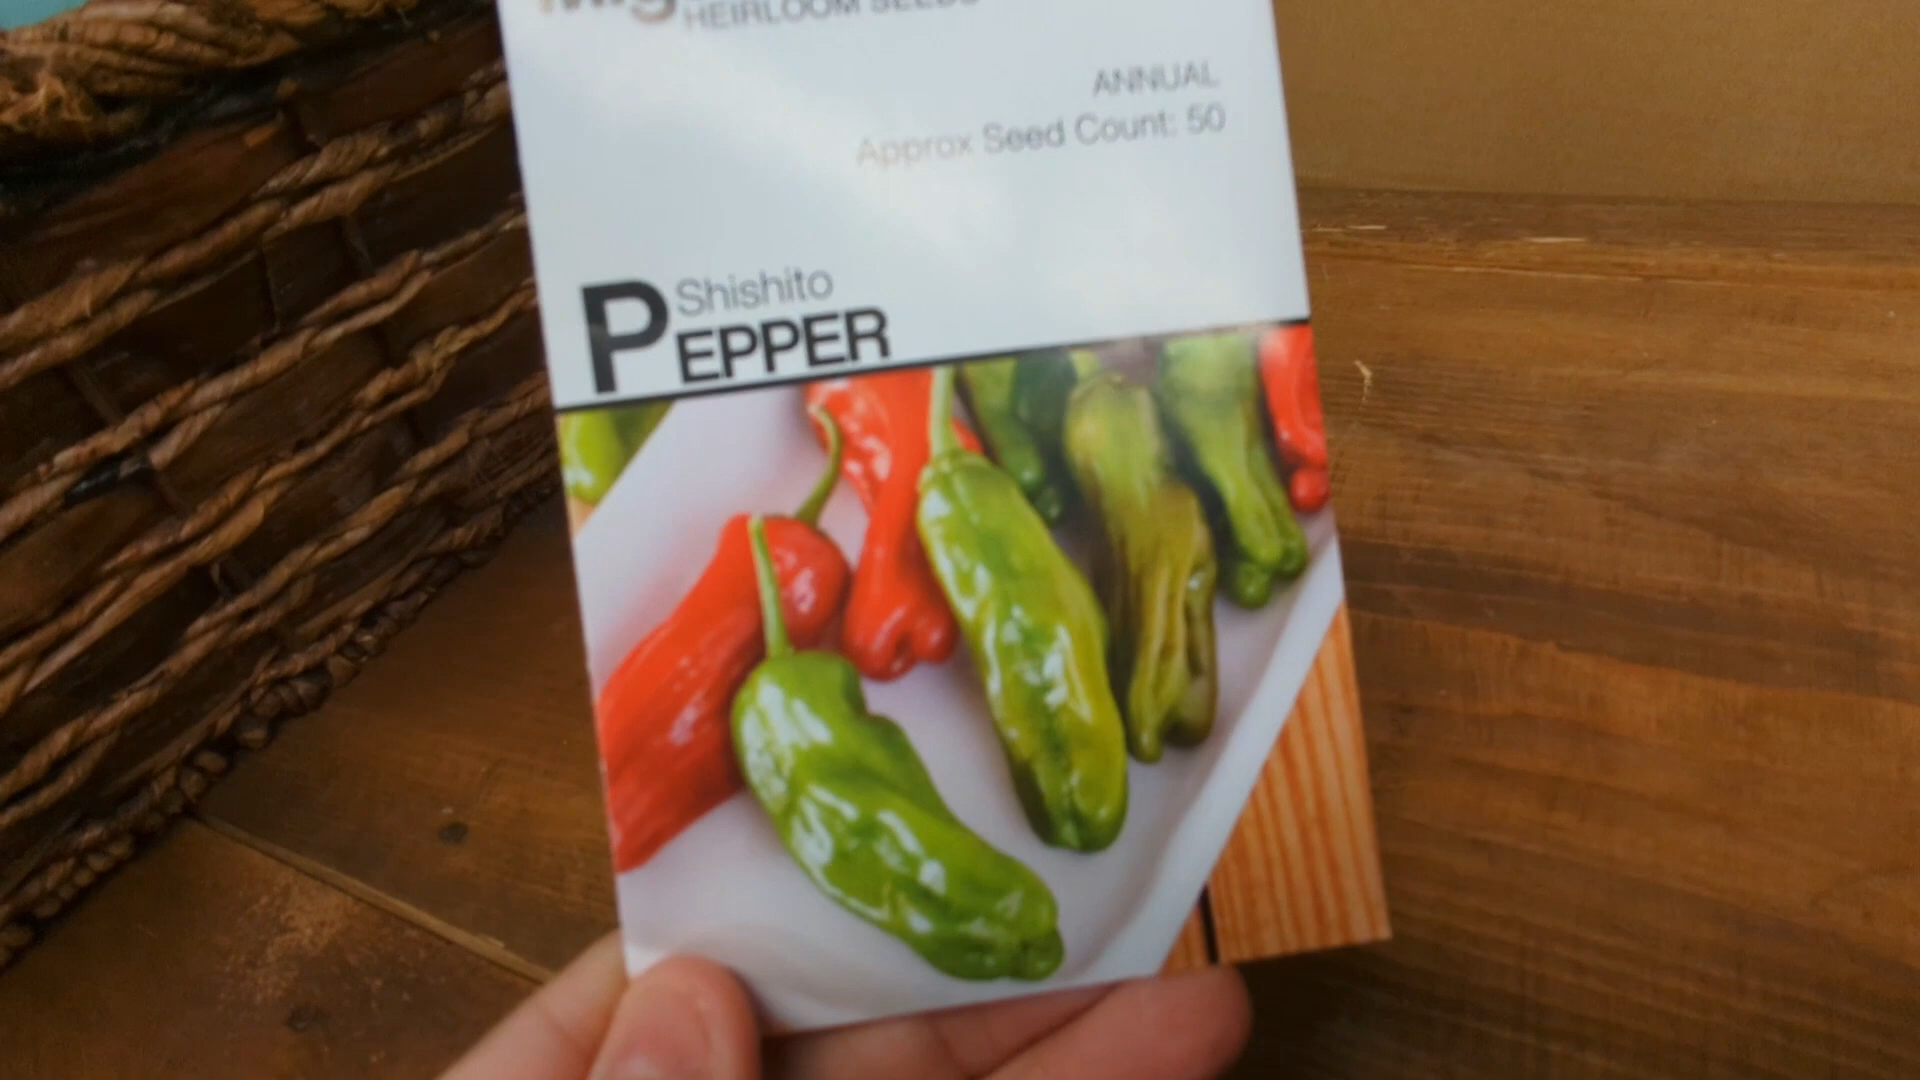 HEIRLOOM SEEDS
ANNUAL
Approx Seed Count: 50
Shishito
PEPPER